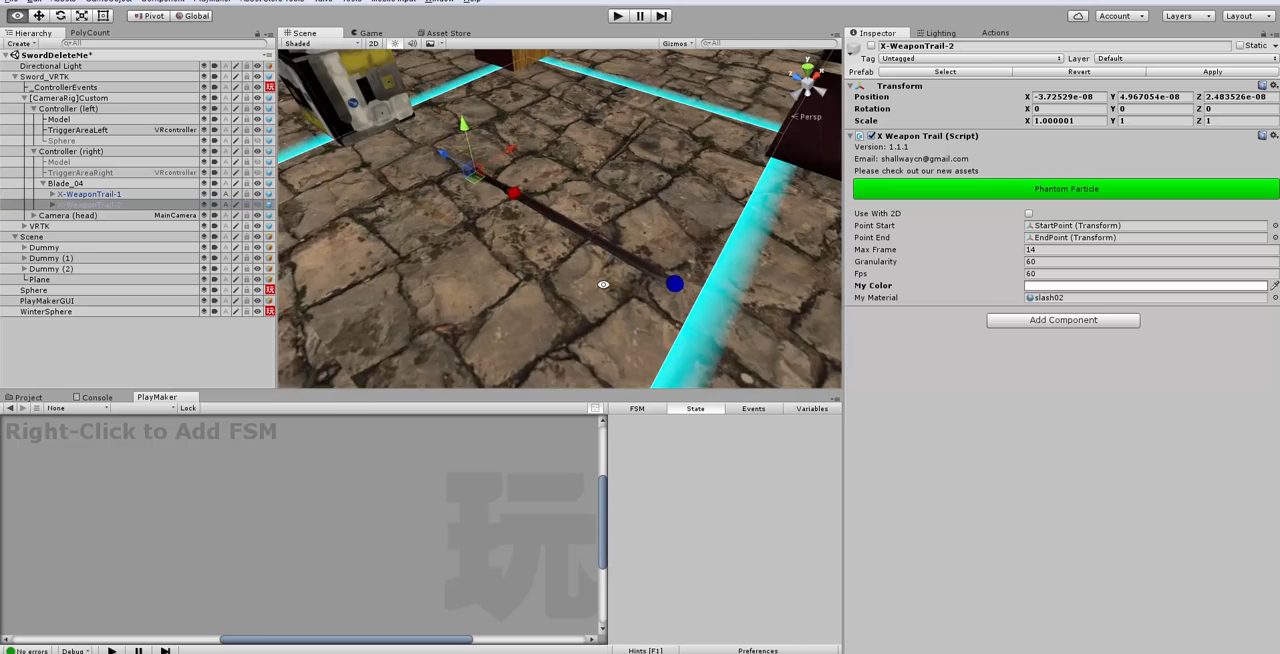 Pivot Global Account Layers Layout
Hierarchy PolyCount
Create All
SwordDeleteMe*
Directional Light
Sword_VRTK
_ControllerEvents
[CameraRig]Custom
Controller (left)
Model
TriggerAreaLeft VRcontroller
Sphere
Controller (right)
Model
TriggerAreaRight VRcontroller
Blade_04
X-WeaponTrail-1
X-WeaponTrail-2
Camera (head) MainCamera
VRTK
Scene
Dummy
Dummy (1)
Dummy (2)
Plane
Sphere
PlayMakerGUI
WinterSphere
Scene Game Asset Store
Shaded 2D Gizmos All
y
x
z
Persp
Inspector Lighting Actions
X-WeaponTrail-2 Static
Tag Untagged Layer Default
Prefab Select Revert Apply
Transform
Position X -3.72529e-08 Y 4.967054e-08 Z 2.483526e-08
Rotation X 0 Y 0 Z 0
Scale X 1.000001 Y 1 Z 1
X Weapon Trail (Script)
Version: 1.1.1
Email: shallwaycn@gmail.com
Please check out our new assets
Phantom Particle
Use With 2D
Point Start StartPoint (Transform)
Point End EndPoint (Transform)
Max Frame 14
Granularity 60
Fps 60
My Color
My Material slash02
Add Component
Project Console PlayMaker
None Lock
FSM State Events Variables
Right-Click to Add FSM
玩
No errors Debug Hints [F1] Preferences